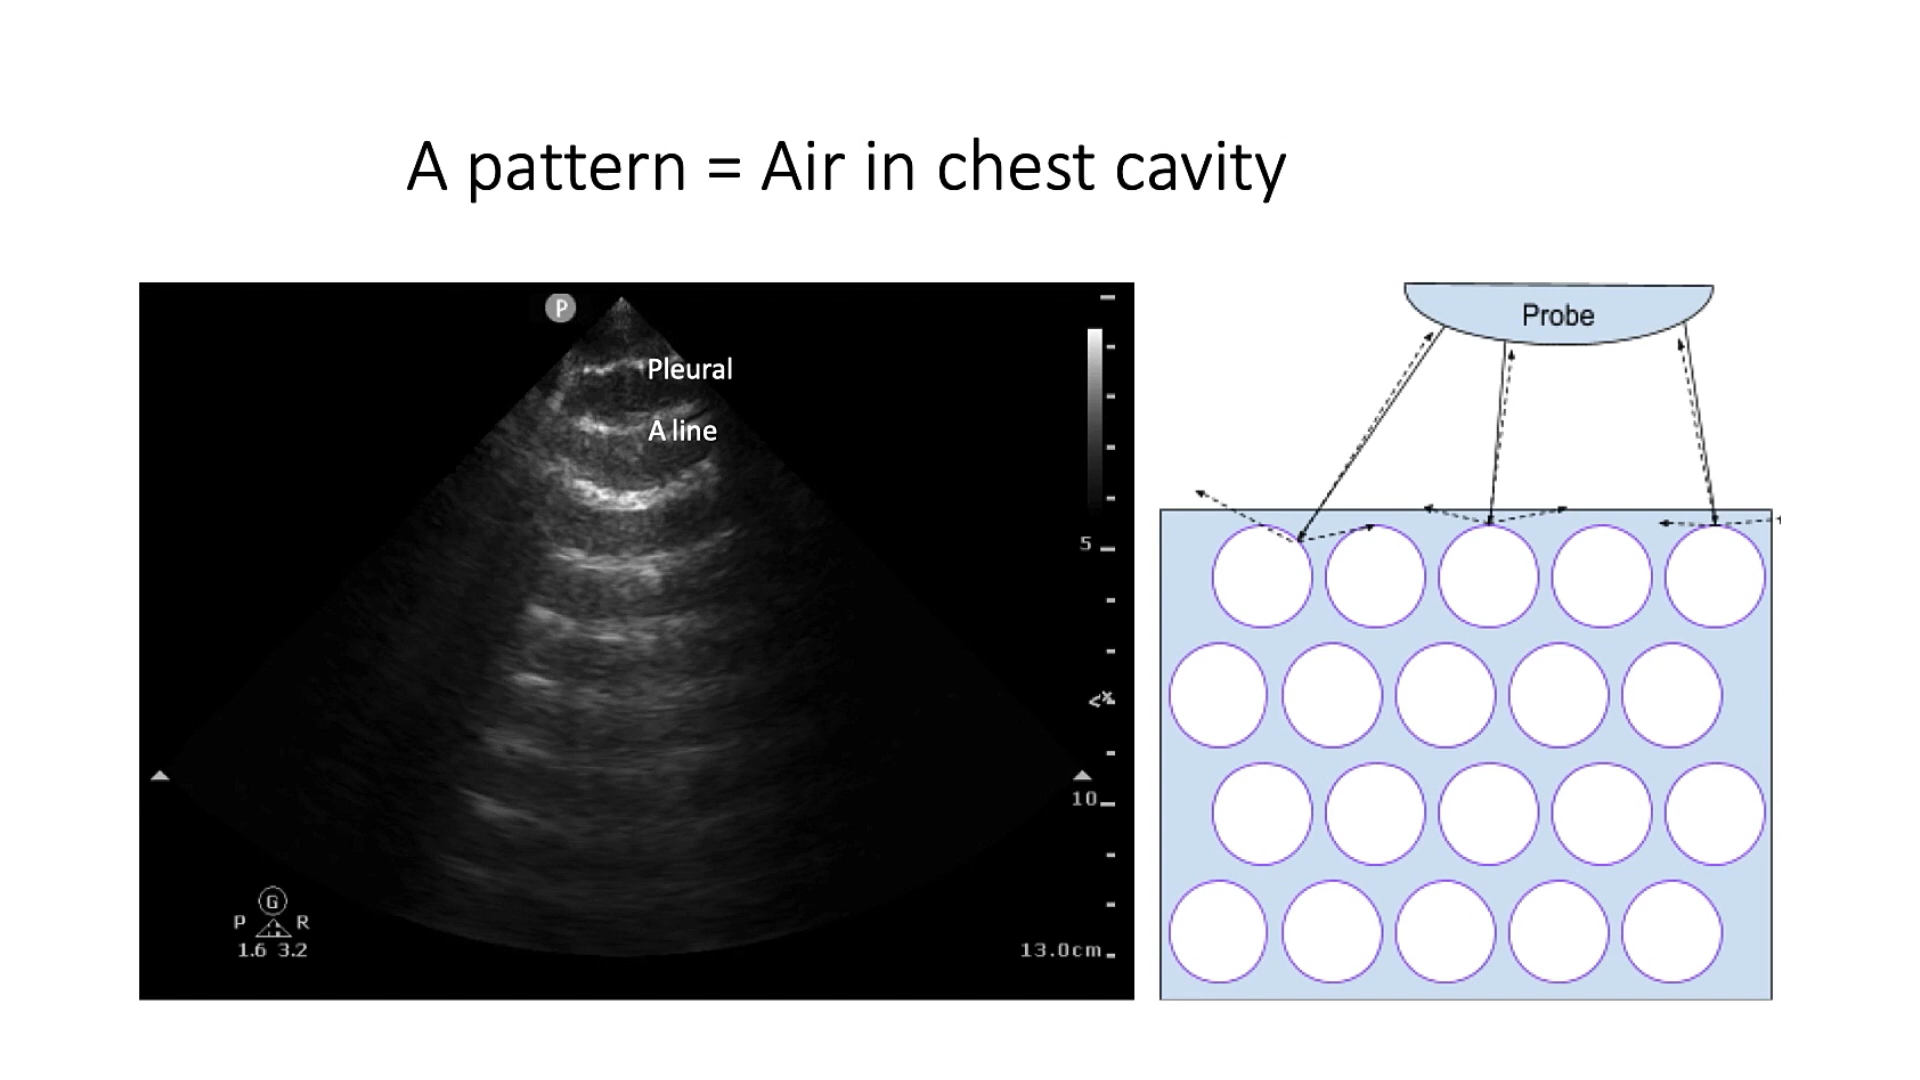 A pattern = Air in chest cavity
P
Pleural
A line
5
10
G
P R
1.6 3.2
13.0cm
Probe